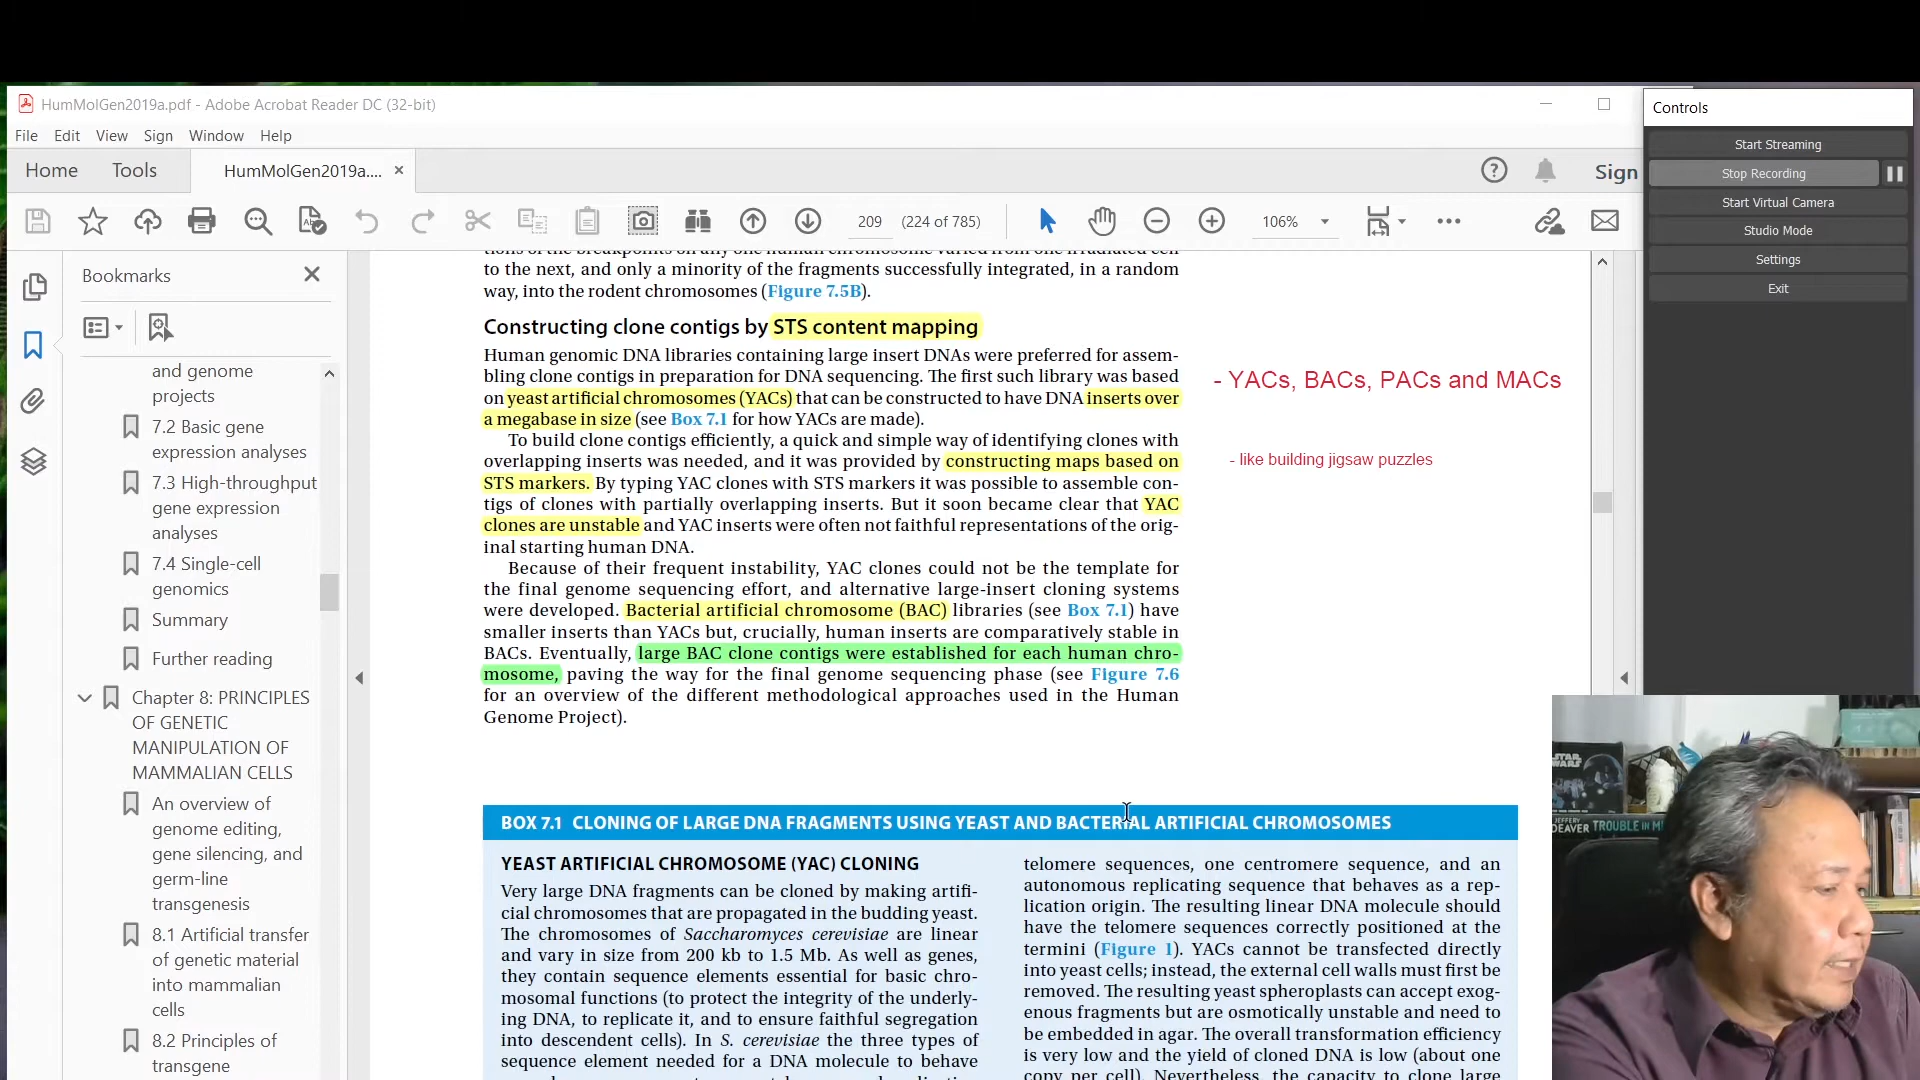 HumMolGen2019a.pdf - Adobe Acrobat Reader DC (32-bit)
File Edit View Sign Window Help
Home Tools HumMolGen2019a.... × Sign
209 (224 of 785) 106%
Bookmarks
and genome
projects
7.2 Basic gene
expression analyses
7.3 High-throughput
gene expression
analyses
7.4 Single-cell
genomics
Summary
Further reading
Chapter 8: PRINCIPLES
OF GENETIC
MANIPULATION OF
MAMMALIAN CELLS
An overview of
genome editing,
gene silencing, and
germ-line
transgenesis
8.1 Artificial transfer
of genetic material
into mammalian
cells
8.2 Principles of
transgene
tions of the breakpoints on any one human chromosome varied from one irradiated cell
to the next, and only a minority of the fragments successfully integrated, in a random
way, into the rodent chromosomes (Figure 7.5B).
Constructing clone contigs by STS content mapping
Human genomic DNA libraries containing large insert DNAs were preferred for assem-
bling clone contigs in preparation for DNA sequencing. The first such library was based
on yeast artificial chromosomes (YACs) that can be constructed to have DNA inserts over
a megabase in size (see Box 7.1 for how YACs are made).
To build clone contigs efficiently, a quick and simple way of identifying clones with
overlapping inserts was needed, and it was provided by constructing maps based on
STS markers. By typing YAC clones with STS markers it was possible to assemble con-
tigs of clones with partially overlapping inserts. But it soon became clear that YAC
clones are unstable and YAC inserts were often not faithful representations of the orig-
inal starting human DNA.
Because of their frequent instability, YAC clones could not be the template for
the final genome sequencing effort, and alternative large-insert cloning systems
were developed. Bacterial artificial chromosome (BAC) libraries (see Box 7.1) have
smaller inserts than YACs but, crucially, human inserts are comparatively stable in
BACs. Eventually, large BAC clone contigs were established for each human chro-
mosome, paving the way for the final genome sequencing phase (see Figure 7.6
for an overview of the different methodological approaches used in the Human
Genome Project).
- YACs, BACs, PACs and MACs
- like building jigsaw puzzles
BOX 7.1 CLONING OF LARGE DNA FRAGMENTS USING YEAST AND BACTERIAL ARTIFICIAL CHROMOSOMES
YEAST ARTIFICIAL CHROMOSOME (YAC) CLONING
Very large DNA fragments can be cloned by making artifi-
cial chromosomes that are propagated in the budding yeast.
The chromosomes of Saccharomyces cerevisiae are linear
and vary in size from 200 kb to 1.5 Mb. As well as genes,
they contain sequence elements essential for basic chro-
mosomal functions (to protect the integrity of the underly-
ing DNA, to replicate it, and to ensure faithful segregation
into descendent cells). In S. cerevisiae the three types of
sequence element needed for a DNA molecule to behave
telomere sequences, one centromere sequence, and an
autonomous replicating sequence that behaves as a rep-
lication origin. The resulting linear DNA molecule should
have the telomere sequences correctly positioned at the
termini (Figure 1). YACs cannot be transfected directly
into yeast cells; instead, the external cell walls must first be
removed. The resulting yeast spheroplasts can accept exog-
enous fragments but are osmotically unstable and need to
be embedded in agar. The overall transformation efficiency
is very low and the yield of cloned DNA is low (about one
copy per cell). Nevertheless, the capacity to clone large
Controls
Start Streaming
Stop Recording
Start Virtual Camera
Studio Mode
Settings
Exit
STAR
WARS
JEFFERY
DEAVER TROUBLE IN